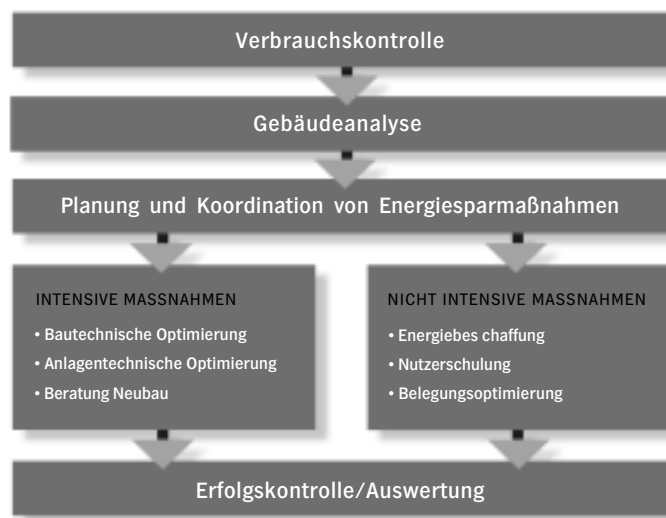 Verbrauchskontrolle
Gebäudeanalyse
Planung und Koordination von Energiesparmaßnahmen
INTENSIVE MASSNAHMEN
• Bautechnische Optimierung
• Anlagentechnische Optimierung
• Beratung Neubau
NICHT INTENSIVE MASSNAHMEN
• Energiebes chaffung
• Nutzerschulung
• Belegungsoptimierung
Erfolgskontrolle/Auswertung